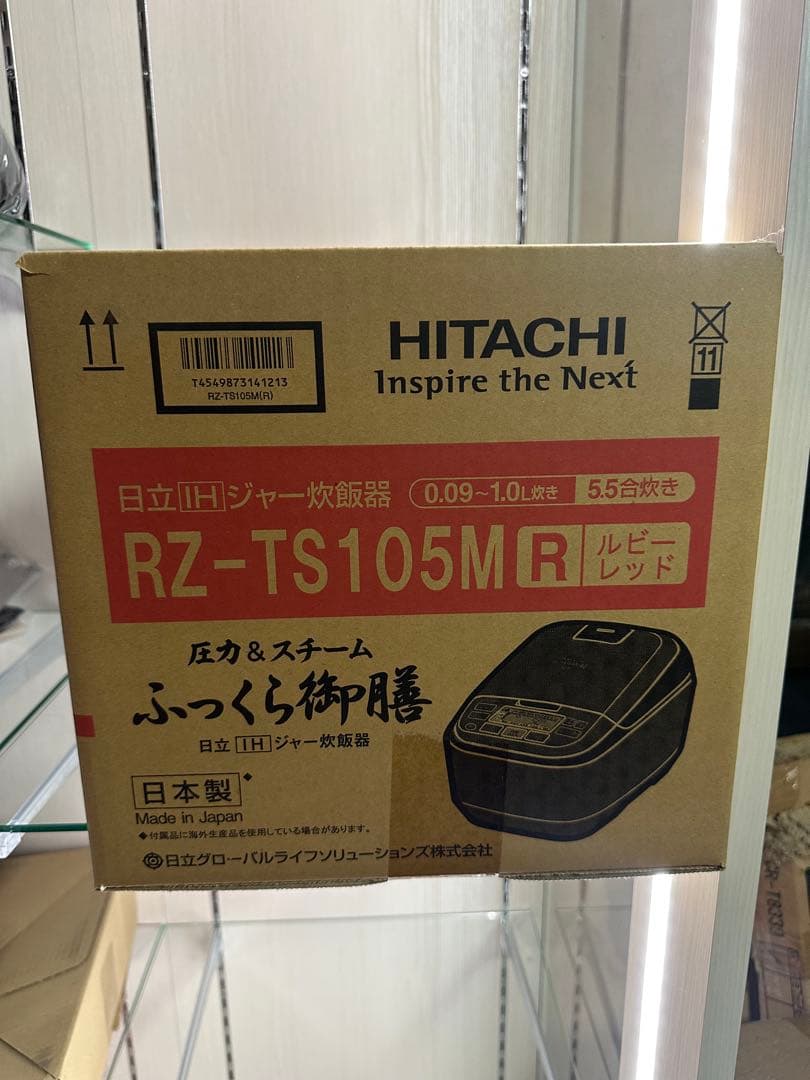 T4549873141213
RZ-TS105M(R)
HITACHI
Inspire the Next
11
日立IHジャー炊飯器
0.09～1.0L炊き 5.5合炊き
RZ-TS105M R ルビー
レッド
圧力&スチーム
ふっくら御膳
日立IHジャー炊飯器
日本製◆
Made in Japan
◆付属品に海外生産品を使用している場合があります。
日立グローバルライフソリューションズ株式会社